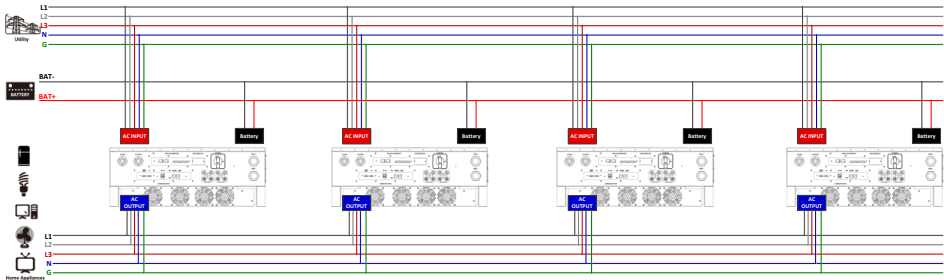 L1
L2
L3
N
G
Utility
BAT-
BATTERY
BAT+
AC INPUT
Battery
AC INPUT
Battery
AC INPUT
Battery
AC INPUT
Battery
AC
OUTPUT
AC
OUTPUT
AC
OUTPUT
AC
OUTPUT
L1
L2
L3
N
G
Home Appliances